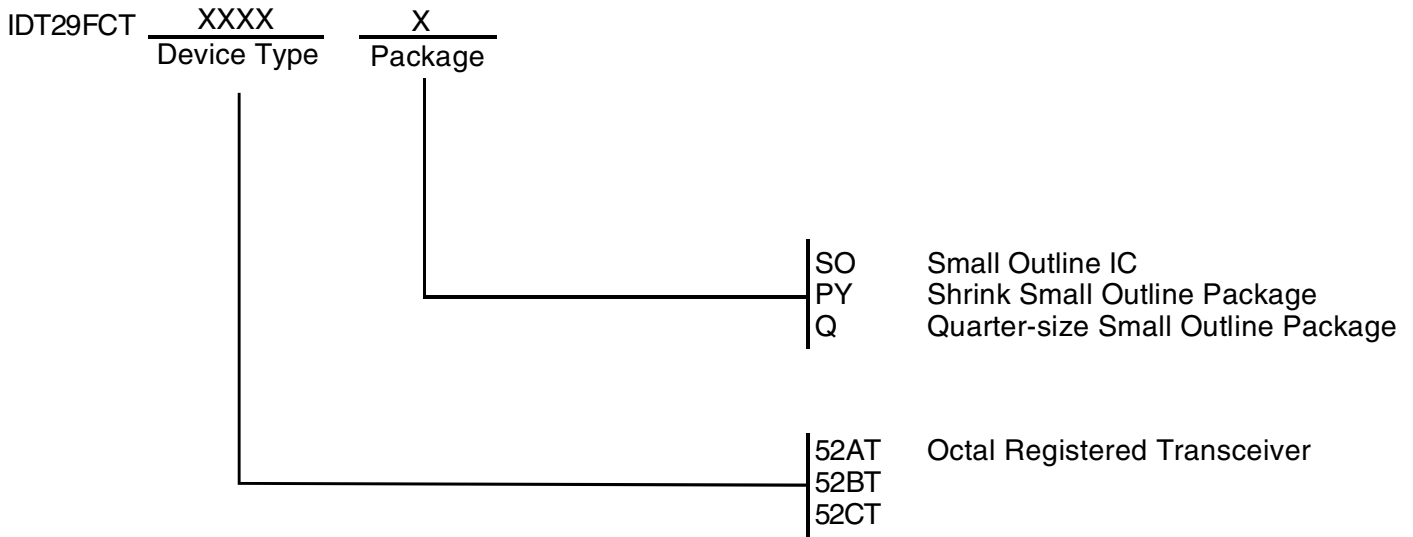 IDT29FCT XXXX X
Device Type Package
SO Small Outline IC
PY Shrink Small Outline Package
Q Quarter-size Small Outline Package
52AT Octal Registered Transceiver
52BT
52CT